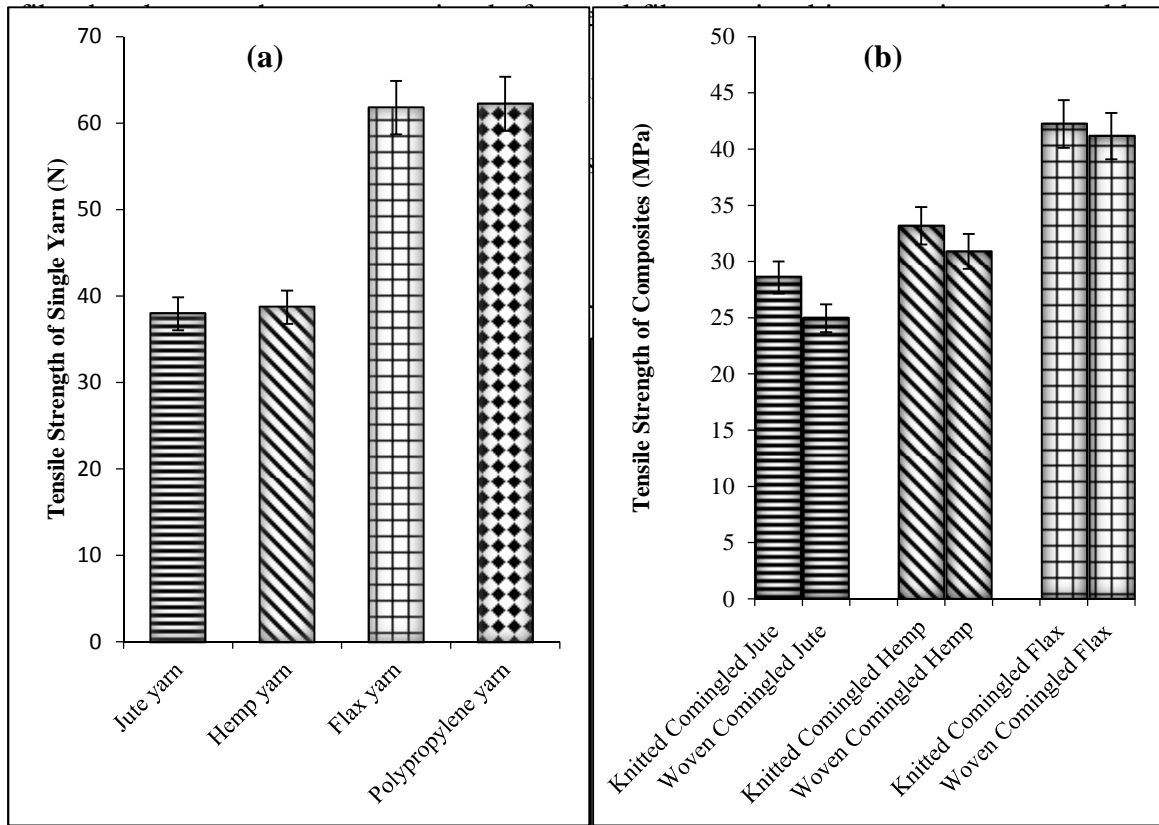 (a)
Tensile Strength of Single Yarn (N)
70
60
50
40
30
20
10
0
Jute yarn
Hemp yarn
Flax yarn
Polypropylene yarn
(b)
Tensile Strength of Composites (MPa)
50
45
40
35
30
25
20
15
10
5
0
Knitted Comingled Jute
Woven Comingled Jute
Knitted Comingled Hemp
Woven Comingled Hemp
Knitted Comingled Flax
Woven Comingled Flax